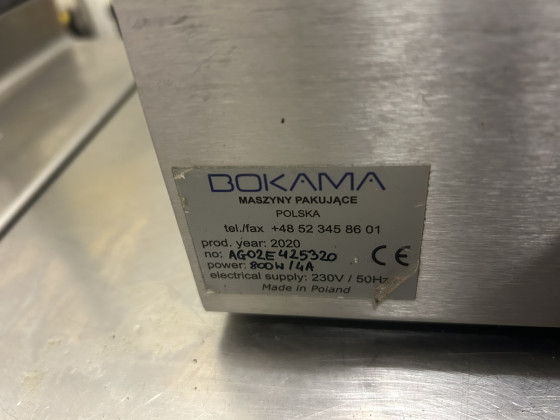 BOKAMA
MASZYNY PAKUJĄCE
POLSKA
tel./fax +48 52 345 86 01
prod. year: 2020
no: AG02E425320
power: 800W/4A
electrical supply: 230V / 50Hz
CE
Made in Poland